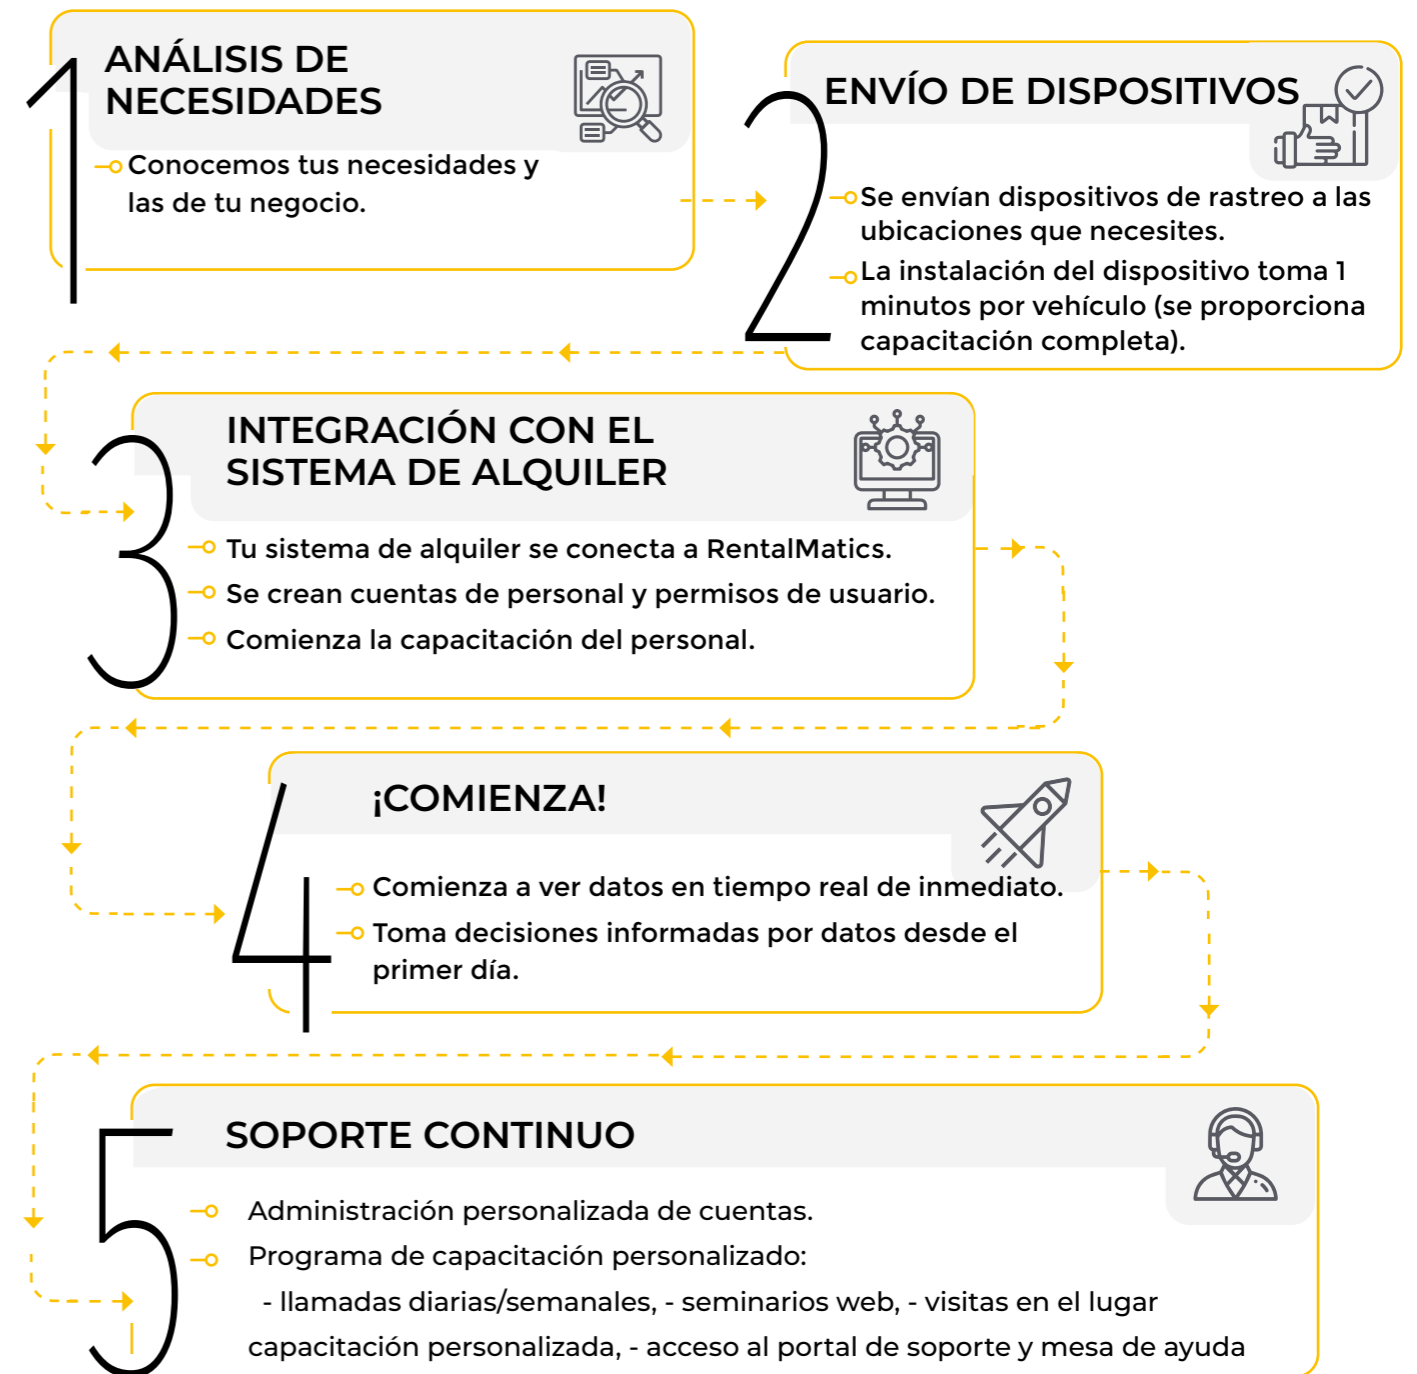 1
ANÁLISIS DE
NECESIDADES
Conocemos tus necesidades y
las de tu negocio.
2
ENVÍO DE DISPOSITIVOS
Se envían dispositivos de rastreo a las
ubicaciones que necesites.
La instalación del dispositivo toma 1
minutos por vehículo (se proporciona
capacitación completa).
3
INTEGRACIÓN CON EL
SISTEMA DE ALQUILER
Tu sistema de alquiler se conecta a RentalMatics.
Se crean cuentas de personal y permisos de usuario.
Comienza la capacitación del personal.
4
¡COMIENZA!
Comienza a ver datos en tiempo real de inmediato.
Toma decisiones informadas por datos desde el
primer día.
5
SOPORTE CONTINUO
Administración personalizada de cuentas.
Programa de capacitación personalizado:
- llamadas diarias/semanales, - seminarios web, - visitas en el lugar
capacitación personalizada, - acceso al portal de soporte y mesa de ayuda